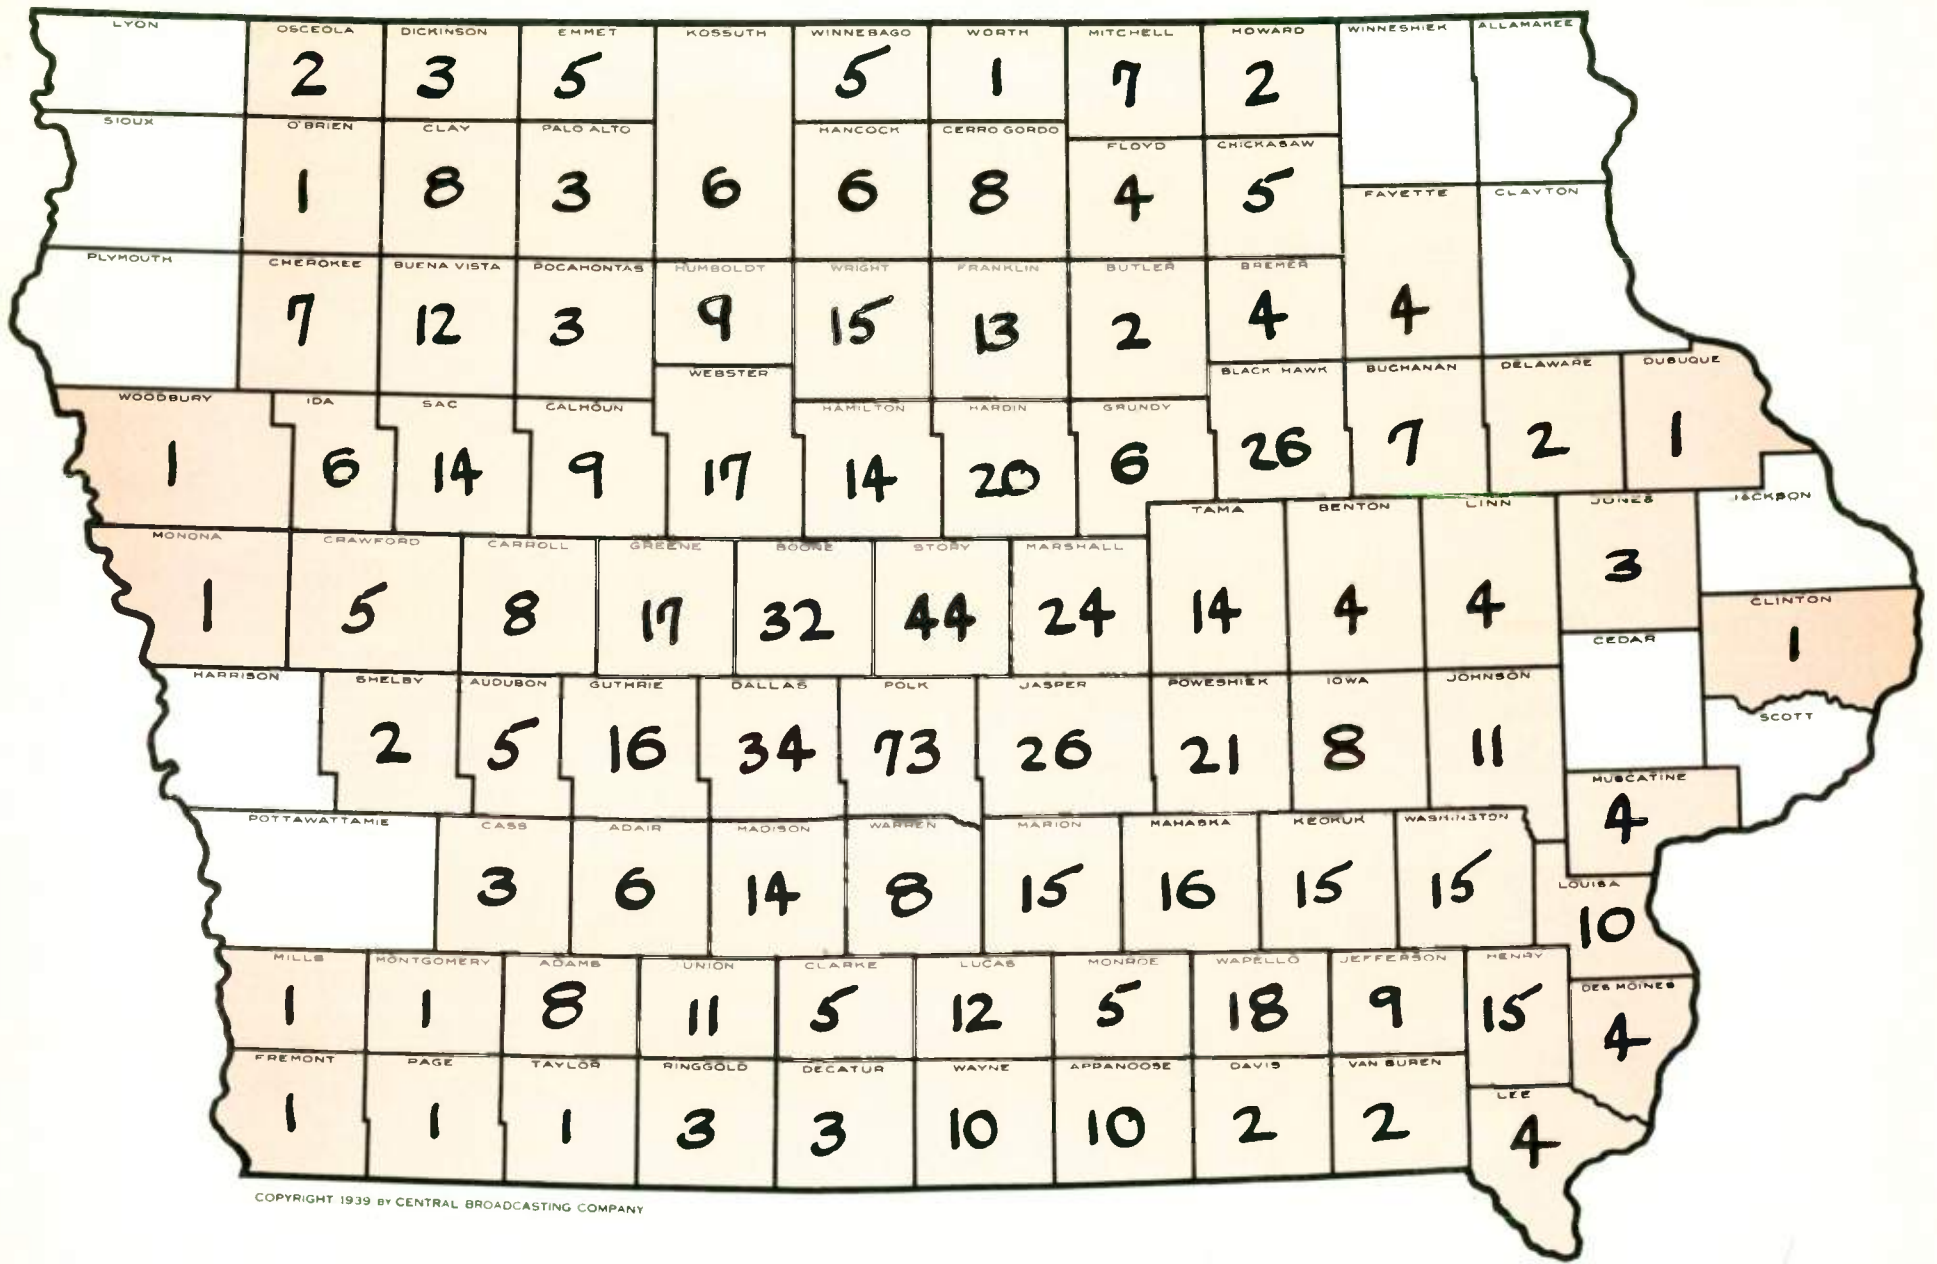 LYON OSCEOLA DICKINSON EMMET KOSSUTH WINNEBAGO WORTH MITCHELL HOWARD WINNESHIEK ALLAMAKEE
2 3 5 5 1 7 2
SIOUX O'BRIEN CLAY PALO ALTO HANCOCK CERRO GORDO FLOYD CHICKASAW
1 8 3 6 6 8 4 5
FAYETTE CLAYTON
PLYMOUTH CHEROKEE BUENA VISTA POCAHONTAS HUMBOLDT WRIGHT FRANKLIN BUTLER BREMER
7 12 3 9 15 13 2 4 4
WEBSTER BLACK HAWK BUCHANAN DELAWARE DUBUQUE
WOODBURY IDA SAC CALHOUN HAMILTON HARDIN GRUNDY
1 6 14 9 17 14 20 6 26 7 2 1
TAMA BENTON LINN JONES JACKSON
MONONA CRAWFORD CARROLL GREENE BOONE STORY MARSHALL
1 5 8 17 32 44 24 14 4 4 3
CLINTON
1
CEDAR
HARRISON SHELBY AUDUBON GUTHRIE DALLAS POLK JASPER POWESHIEK IOWA JOHNSON
2 5 16 34 73 26 21 8 11
SCOTT
MUSCATINE
4
POTTAWATTAMIE CASS ADAIR MADISON WARREN MARION MAHASKA KEOKUK WASHINGTON
3 6 14 8 15 16 15 15
LOUISA
10
MILLS MONTGOMERY ADAMS UNION CLARKE LUCAS MONROE WAPELLO JEFFERSON HENRY
1 1 8 11 5 12 5 18 9 15
DES MOINES
4
FREMONT PAGE TAYLOR RINGGOLD DECATUR WAYNE APPANOOSE DAVIS VAN BUREN
1 1 1 3 3 10 10 2 2
LEE
4
COPYRIGHT 1939 BY CENTRAL BROADCASTING COMPANY